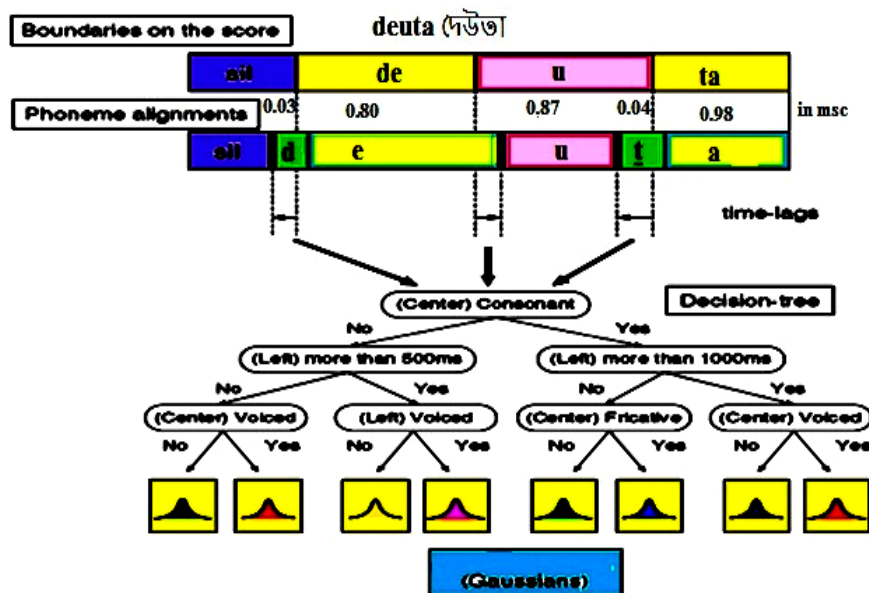 Boundaries on the score
deuta দেউতা
sil de u ta
Phoneme alignments
0.03 0.80 0.87 0.04 0.98 in msc
sil d e u t a
time-lags
(Center) Consonant
Decision-tree
No Yes
(Left) more than 500ms (Left) more than 1000ms
No Yes No Yes
(Center) Voiced (Left) Voiced (Center) Fricative (Center) Voiced
No Yes No Yes No Yes No Yes
(Gaussians)